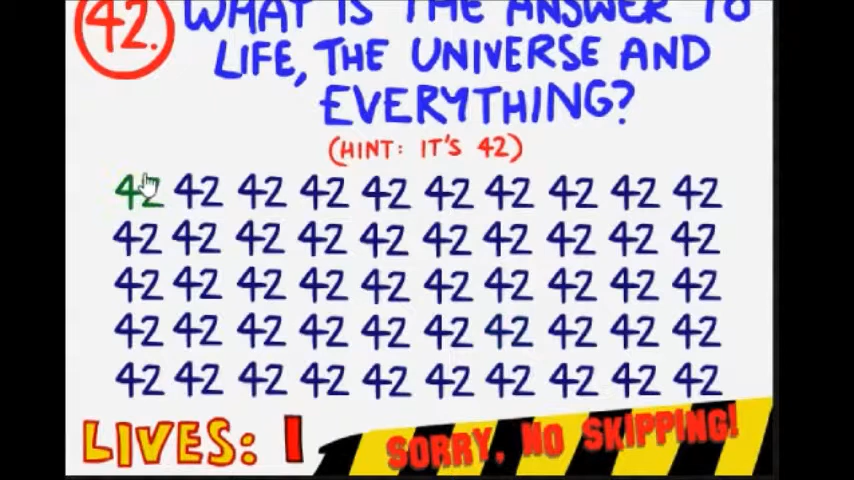 42.
WHAT IS THE ANSWER TO
LIFE, THE UNIVERSE AND
EVERYTHING?
(HINT: IT'S 42)
42 42 42 42 42 42 42 42 42 42
42 42 42 42 42 42 42 42 42 42
42 42 42 42 42 42 42 42 42 42
42 42 42 42 42 42 42 42 42 42
42 42 42 42 42 42 42 42 42 42
LIVES: 1
SORRY, NO SKIPPING!